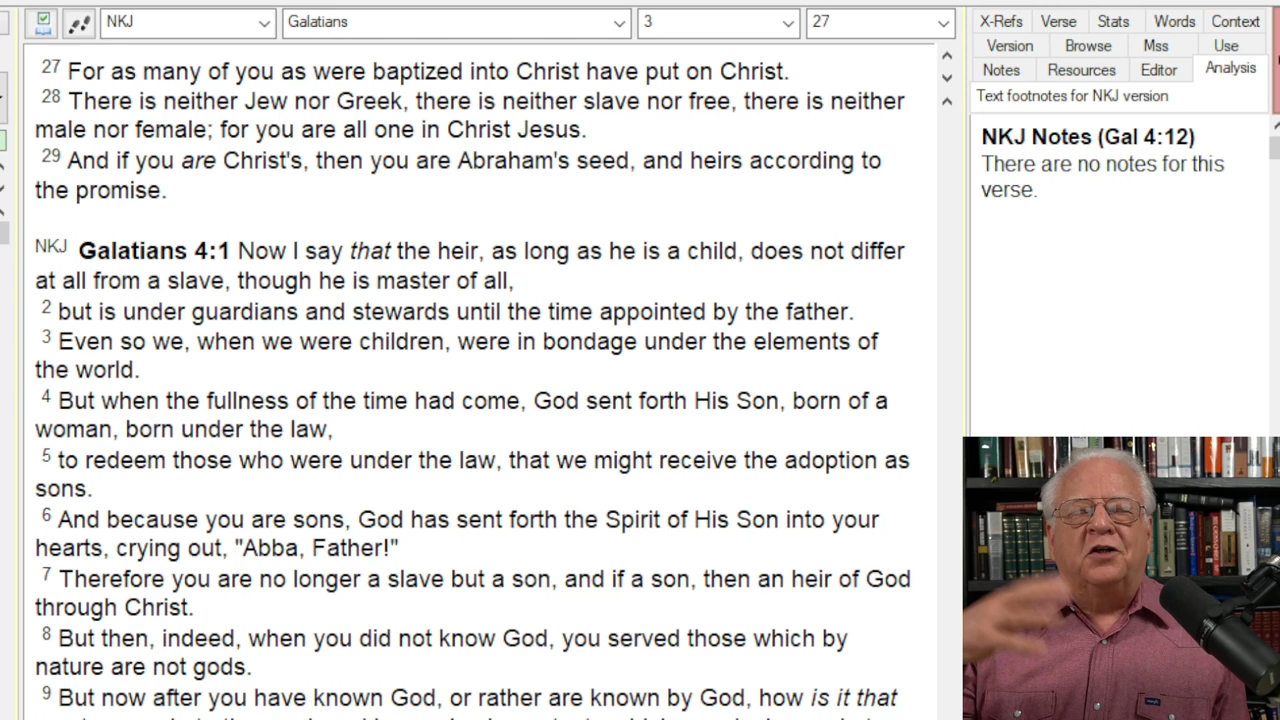 NKJ Galatians 3 27
X-Refs Verse Stats Words Context
Version Browse Mss Use
Notes Resources Editor Analysis
Text footnotes for NKJ version
NKJ Notes (Gal 4:12)
There are no notes for this
verse.
27 For as many of you as were baptized into Christ have put on Christ.
28 There is neither Jew nor Greek, there is neither slave nor free, there is neither
male nor female; for you are all one in Christ Jesus.
29 And if you are Christ's, then you are Abraham's seed, and heirs according to
the promise.
NKJ Galatians 4:1 Now I say that the heir, as long as he is a child, does not differ
at all from a slave, though he is master of all,
2 but is under guardians and stewards until the time appointed by the father.
3 Even so we, when we were children, were in bondage under the elements of
the world.
4 But when the fullness of the time had come, God sent forth His Son, born of a
woman, born under the law,
5 to redeem those who were under the law, that we might receive the adoption as
sons.
6 And because you are sons, God has sent forth the Spirit of His Son into your
hearts, crying out, "Abba, Father!"
7 Therefore you are no longer a slave but a son, and if a son, then an heir of God
through Christ.
8 But then, indeed, when you did not know God, you served those which by
nature are not gods.
9 But now after you have known God, or rather are known by God, how is it that